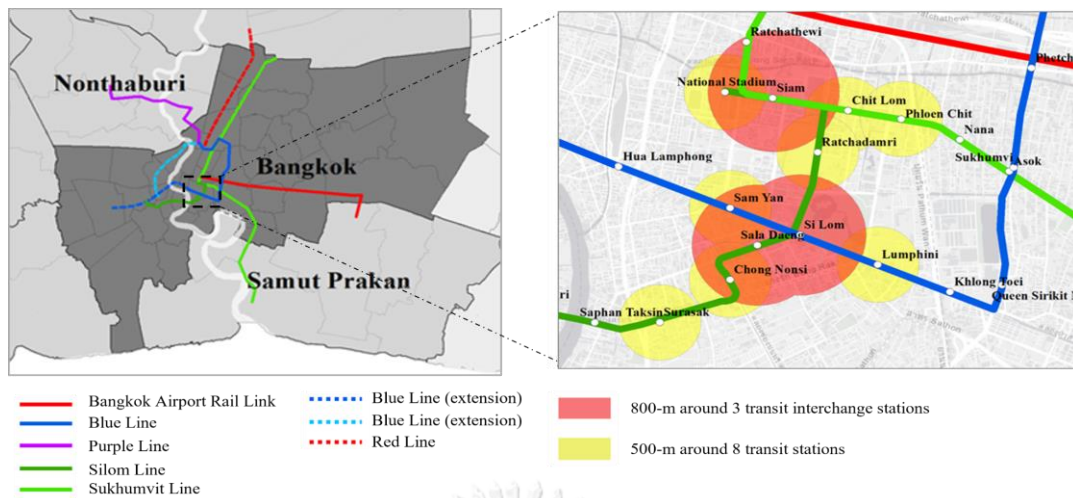 Nonthaburi
Bangkok
Samut Prakan
Ratchathewi
National Stadium
Siam
Chit Lom
Phloen Chit
Nana
Phetch
Ratchadamri
Sukhumvi
Asok
Hua Lamphong
Sam Yan
Si Lom
Sala Daeng
Lumphini
Chong Nonsi
Khlong Toei
Queen Sirikit N
ri
Saphan Taksin
Surasak
Bangkok Airport Rail Link
Blue Line
Purple Line
Silom Line
Sukhumvit Line
Blue Line (extension)
Blue Line (extension)
Red Line
800-m around 3 transit interchange stations
500-m around 8 transit stations